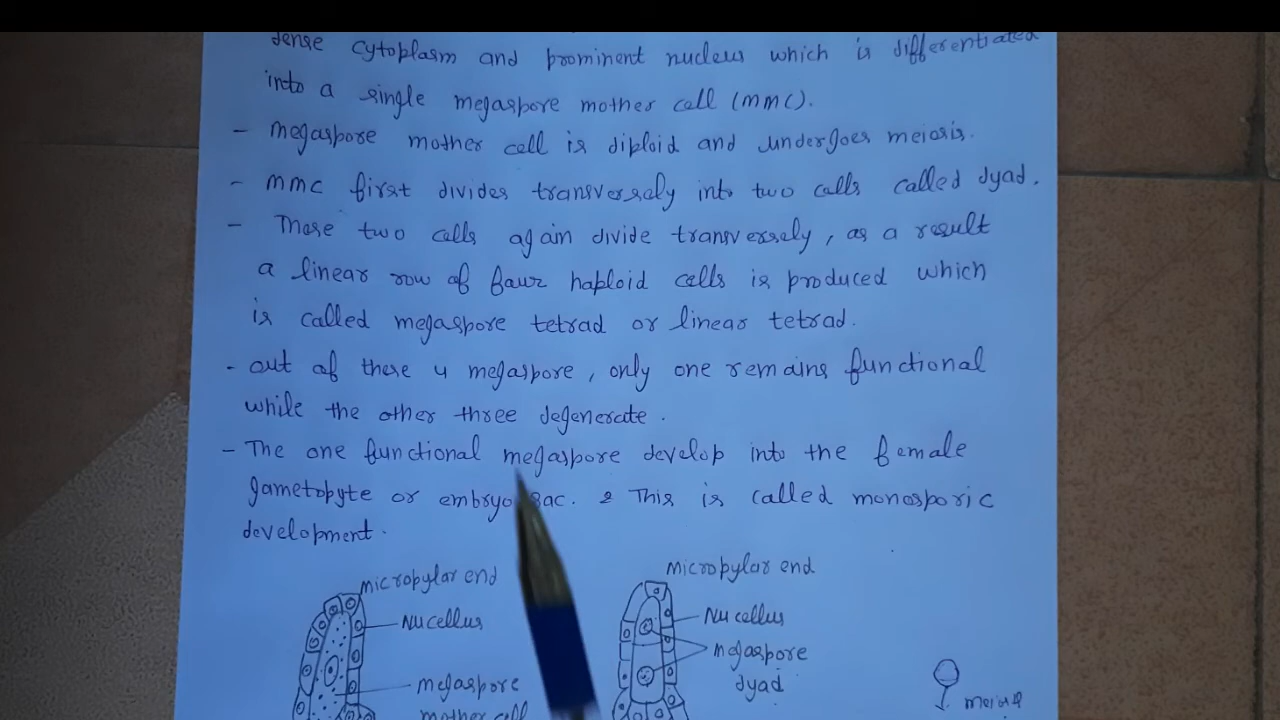 dense cytoplasm and prominent nucleus which is differentiated
into a single megaspore mother cell (MMC).
- Megaspore mother cell is diploid and undergoes meiosis.
- MMC first divides transversely into two cells called dyad.
- These two cells again divide transversely, as a result
a linear row of four haploid cells is produced which
is called megaspore tetrad or linear tetrad.
- out of these 4 megaspore, only one remains functional
while the other three degenerate.
- The one functional megaspore develop into the female
gametopyte or embryo sac. & This is called monosporic
development.
micropylar end
Nucellus
megaspore
mother cell
micropylar end
Nucellus
megaspore
dyad